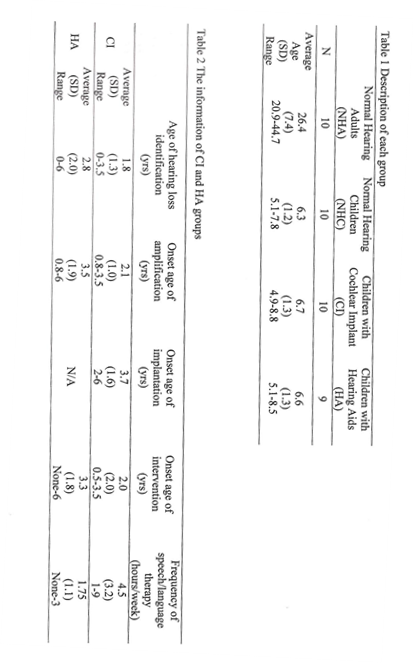 Table 1 Description of each group
Normal Hearing Adults (NHA) Normal Hearing Children (NHC) Children with Cochlear Implant (CI) Children with Hearing Aids (HA)
N 10 10 10 9
Average 26.4 6.3 6.7 6.6
Age
(SD) (7.4) (1.2) (1.3) (1.3)
Range 20.9-44.7 5.1-7.8 4.9-8.8 5.1-8.5
Table 2 The information of CI and HA groups
Age of hearing loss identification (yrs) Onset age of amplification (yrs) Onset age of implantation (yrs) Onset age of intervention (yrs) Frequency of speech/language therapy (hours/week)
Average 1.8 2.1 3.7 2.0 4.5
CI (SD) (1.3) (1.0) (1.6) (2.0) (3.2)
Range 0-3.5 0.8-3.5 2-6 0.5-3.5 1-9
Average 2.8 3.5 3.3 1.75
HA (SD) (2.0) (1.9) N/A (1.8) (1.1)
Range 0-6 0.8-6 None-6 None-3